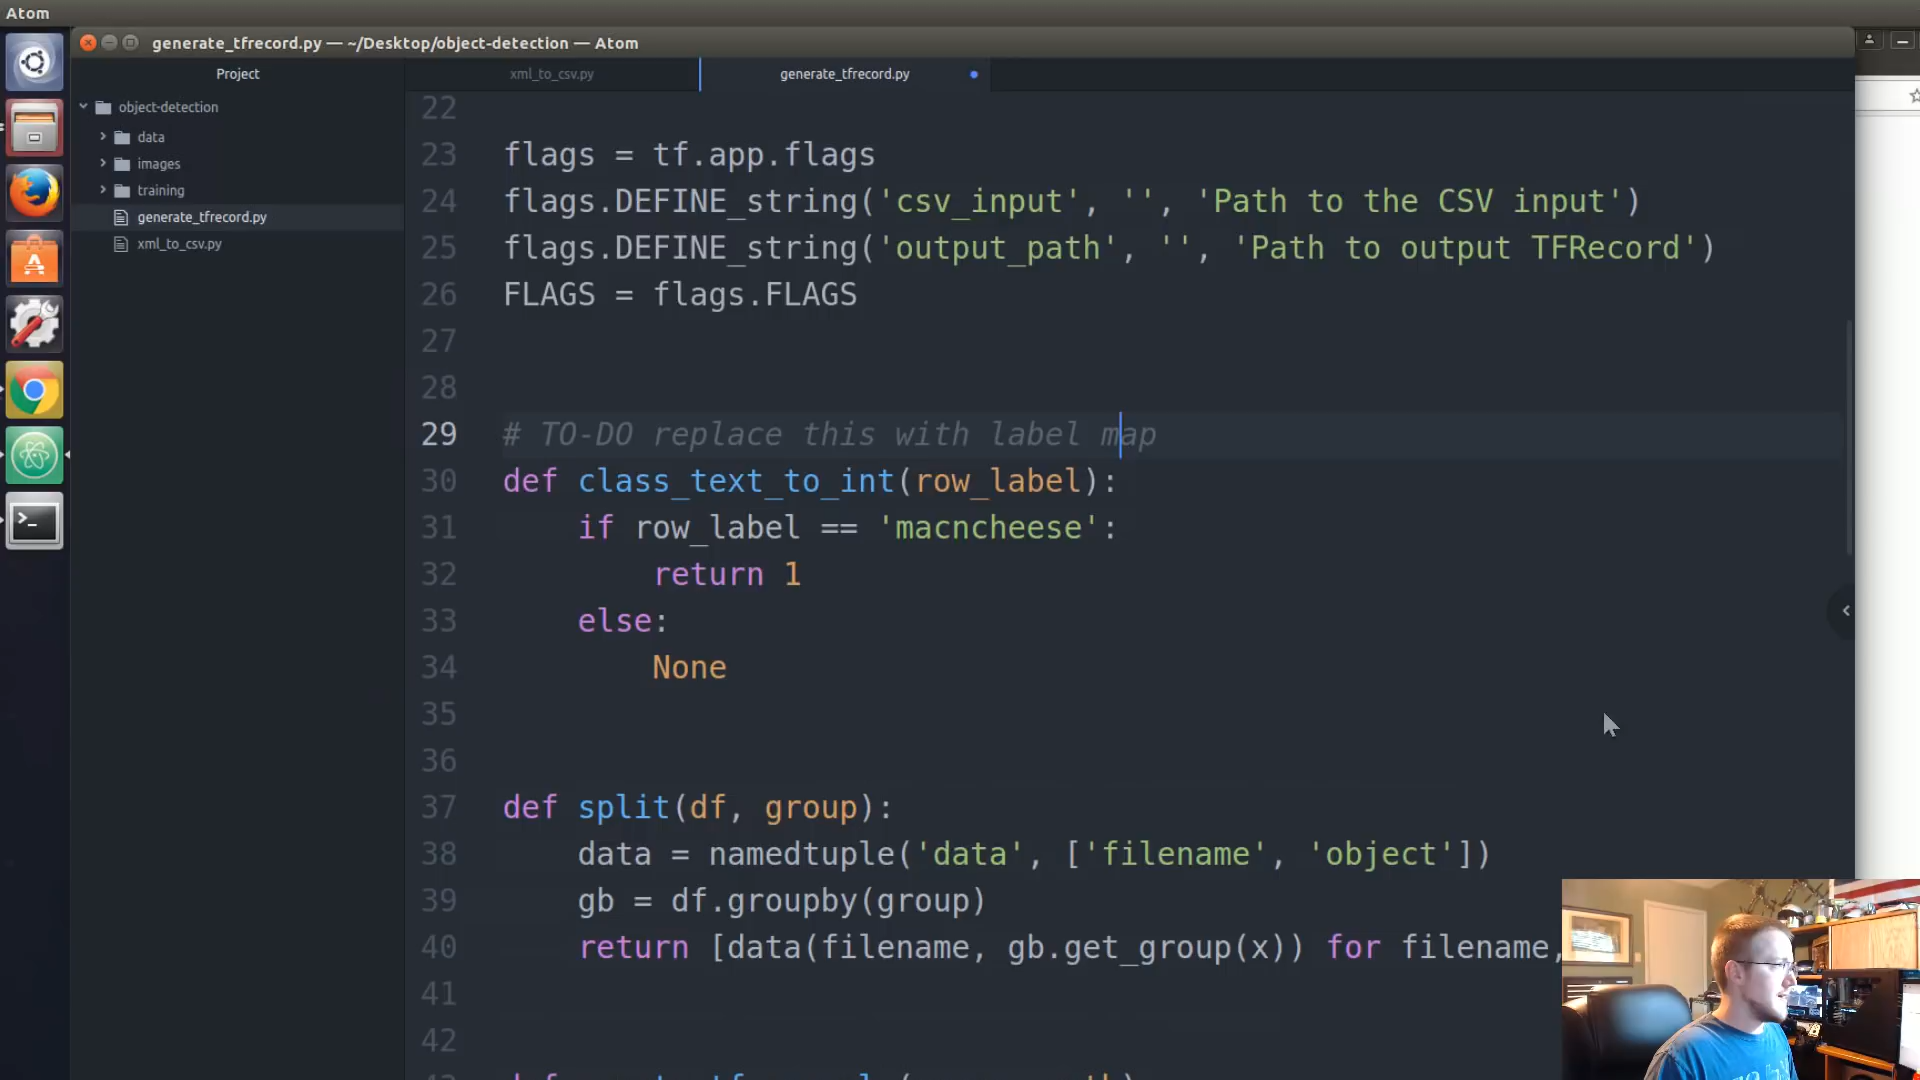 Atom
generate_tfrecord.py — ~/Desktop/object-detection — Atom
Project
xml_to_csv.py
generate_tfrecord.py
object-detection
data
images
training
generate_tfrecord.py
xml_to_csv.py
22
23 flags = tf.app.flags
24 flags.DEFINE_string('csv_input', '', 'Path to the CSV input')
25 flags.DEFINE_string('output_path', '', 'Path to output TFRecord')
26 FLAGS = flags.FLAGS
27
28
29 # TO-DO replace this with label map
30 def class_text_to_int(row_label):
31 if row_label == 'macncheese':
32 return 1
33 else:
34 None
35
36
37 def split(df, group):
38 data = namedtuple('data', ['filename', 'object'])
39 gb = df.groupby(group)
40 return [data(filename, gb.get_group(x)) for filename,
41
42